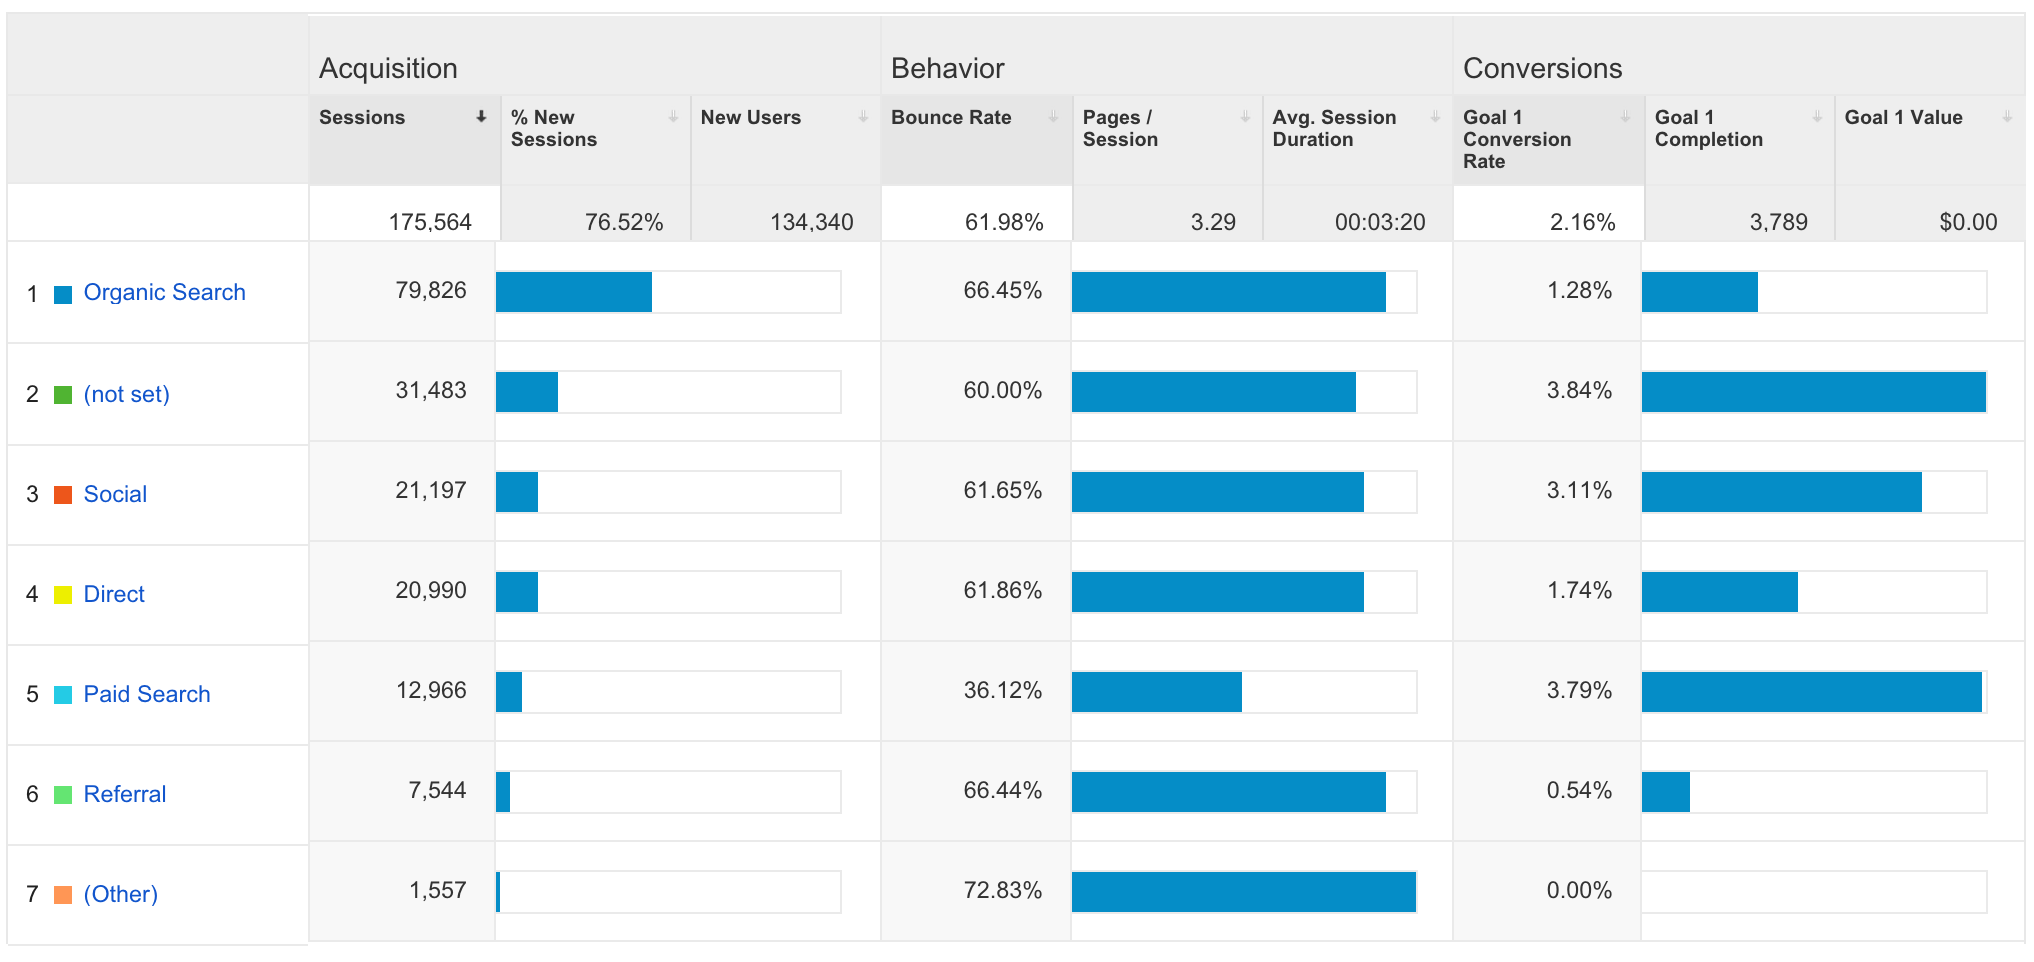 Acquisition Behavior Conversions
Sessions % New Sessions New Users Bounce Rate Pages / Session Avg. Session Duration Goal 1 Conversion Rate Goal 1 Completion Goal 1 Value
175,564 76.52% 134,340 61.98% 3.29 00:03:20 2.16% 3,789 $0.00
1 Organic Search 79,826 66.45% 1.28%
2 (not set) 31,483 60.00% 3.84%
3 Social 21,197 61.65% 3.11%
4 Direct 20,990 61.86% 1.74%
5 Paid Search 12,966 36.12% 3.79%
6 Referral 7,544 66.44% 0.54%
7 (Other) 1,557 72.83% 0.00%